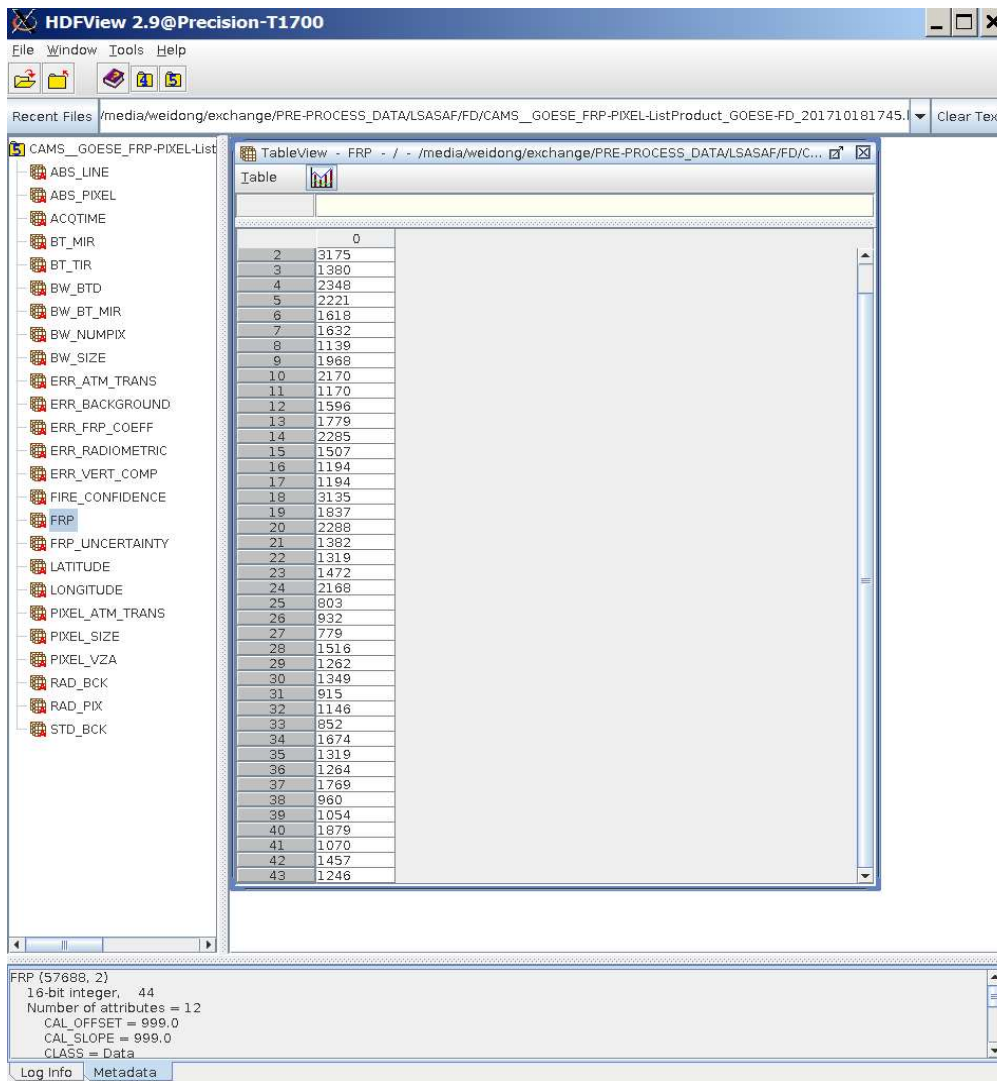 HDFView 2.9@Precision-T1700
File Window Tools Help
Recent Files /media/weidong/exchange/PRE-PROCESS_DATA/LSASAF/FD/CAMS__GOESE_FRP-PIXEL-ListProduct_GOESE-FD_201710181745. Clear Tex
CAMS__GOESE_FRP-PIXEL-List
ABS_LINE
ABS_PIXEL
ACQTIME
BT_MIR
BT_TIR
BW_BTD
BW_BT_MIR
BW_NUMPIX
BW_SIZE
ERR_ATM_TRANS
ERR_BACKGROUND
ERR_FRP_COEFF
ERR_RADIOMETRIC
ERR_VERT_COMP
FIRE_CONFIDENCE
FRP
FRP_UNCERTAINTY
LATITUDE
LONGITUDE
PIXEL_ATM_TRANS
PIXEL_SIZE
PIXEL_VZA
RAD_BCK
RAD_PIX
STD_BCK
TableView - FRP - / - /media/weidong/exchange/PRE-PROCESS_DATA/LSASAF/FD/C...
Table
0
2 3175
3 1380
4 2348
5 2221
6 1618
7 1632
8 1139
9 1968
10 2170
11 1170
12 1596
13 1779
14 2285
15 1507
16 1194
17 1194
18 3135
19 1837
20 2288
21 1382
22 1319
23 1472
24 2168
25 803
26 932
27 779
28 1516
29 1262
30 1349
31 915
32 1146
33 852
34 1674
35 1319
36 1264
37 1769
38 960
39 1054
40 1879
41 1070
42 1457
43 1246
FRP (57688, 2)
16-bit integer, 44
Number of attributes = 12
CAL_OFFSET = 999.0
CAL_SLOPE = 999.0
CLASS = Data
Log Info Metadata